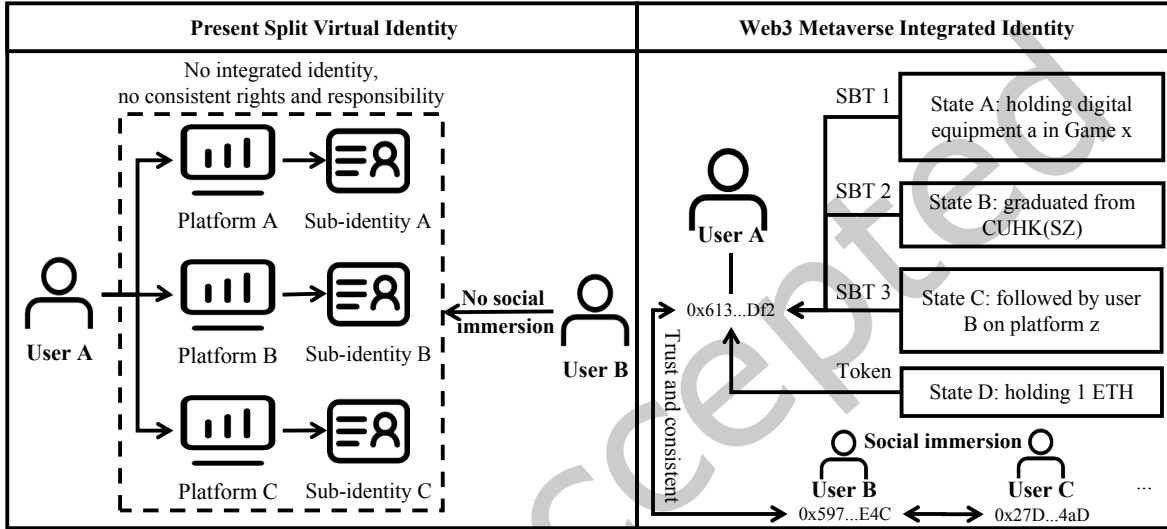 Present Split Virtual Identity
No integrated identity,
no consistent rights and responsibility
Platform A
Sub-identity A
User A
Platform B
Sub-identity B
No social
immersion
User B
Platform C
Sub-identity C
Web3 Metaverse Integrated Identity
SBT 1
State A: holding digital
equipment a in Game x
User A
SBT 2
State B: graduated from
CUHK(SZ)
0x613...Df2
SBT 3
State C: followed by user
B on platform z
Trust and consistent
Token
State D: holding 1 ETH
Social immersion
User B
0x597...E4C
User C
0x27D...4aD
...
ccepted